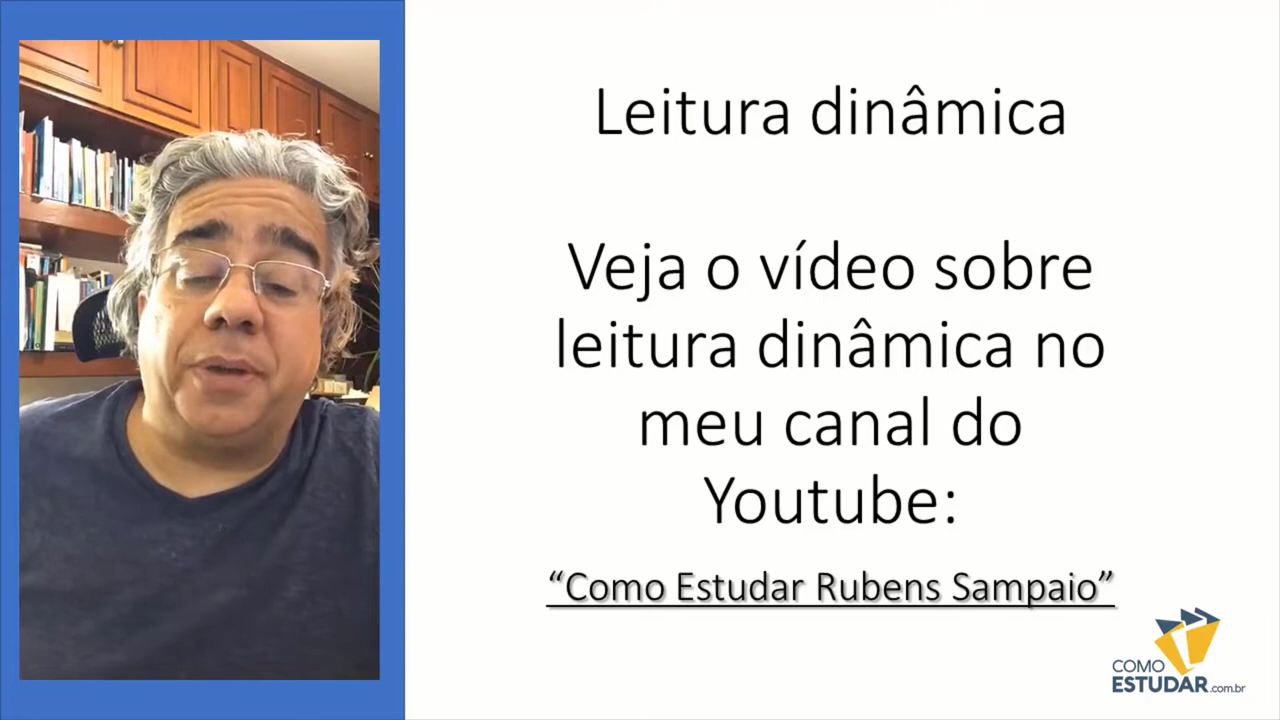 Leitura dinâmica
Veja o vídeo sobre
leitura dinâmica no
meu canal do
Youtube:
“Como Estudar Rubens Sampaio”
COMO
ESTUDAR.com.br